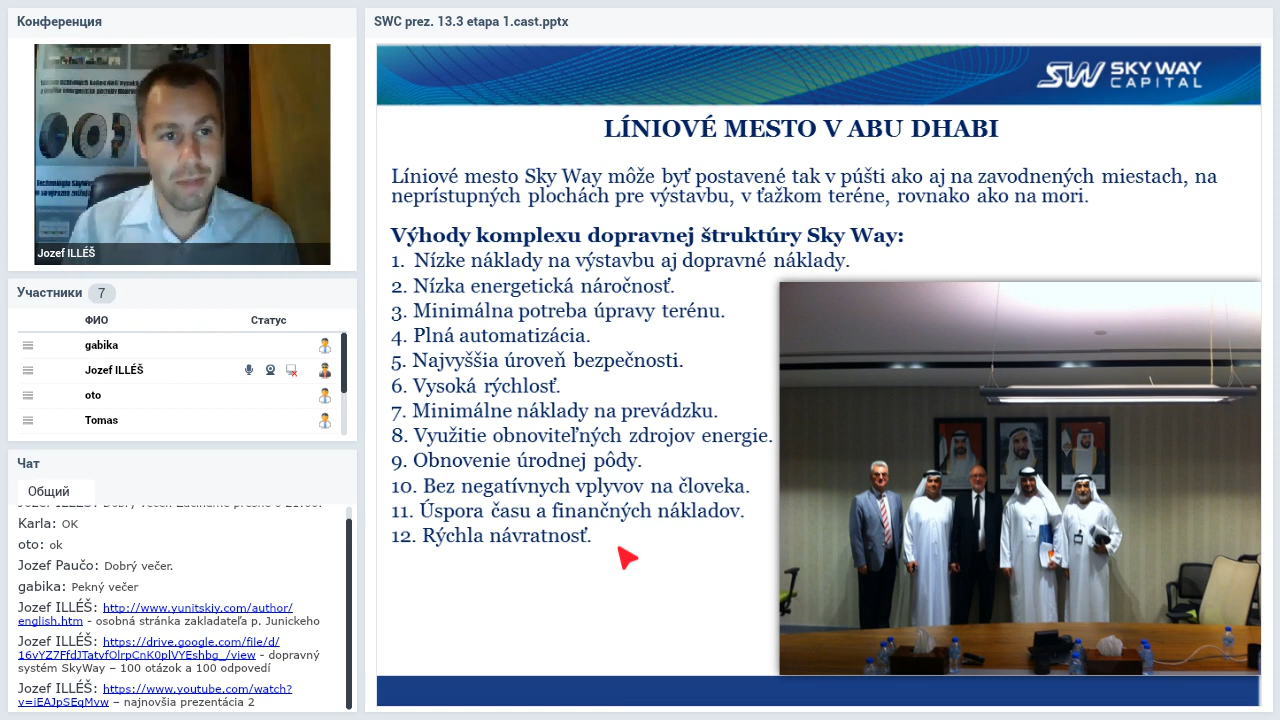 Конференция
Jozef ILLÉŠ
Участники 7
ФИО Статус
gabika
Jozef ILLÉŠ
oto
Tomas
Чат
Общий
Karla: OK
oto: ok
Jozef Paučo: Dobrý večer.
gabika: Pekný večer
Jozef ILLÉŠ: http://www.yunitskiy.com/author/
english.htm - osobná stránka zakladateľa p. Junického
Jozef ILLÉŠ: https://drive.google.com/file/d/
16vYZ7FfdJTatvfOlrpCnK0plVYEshbg_/view - dopravný
systém SkyWay – 100 otázok a 100 odpovedí
Jozef ILLÉŠ: https://www.youtube.com/watch?
v=iEAJpSEqMvw – najnovšia prezentácia 2
SWC prez. 13.3 etapa 1.cast.pptx
SW SKY WAY
CAPITAL
LÍNIOVÉ MESTO V ABU DHABI
Líniové mesto Sky Way môže byť postavené tak v púšti ako aj na zavodnených miestach, na
neprístupných plochách pre výstavbu, v ťažkom teréne, rovnako ako na mori.
Výhody komplexu dopravnej štruktúry Sky Way:
1. Nízke náklady na výstavbu aj dopravné náklady.
2. Nízka energetická náročnosť.
3. Minimálna potreba úpravy terénu.
4. Plná automatizácia.
5. Najvyššia úroveň bezpečnosti.
6. Vysoká rýchlosť.
7. Minimálne náklady na prevádzku.
8. Využitie obnoviteľných zdrojov energie.
9. Obnovenie úrodnej pôdy.
10. Bez negatívnych vplyvov na človeka.
11. Úspora času a finančných nákladov.
12. Rýchla návratnosť.